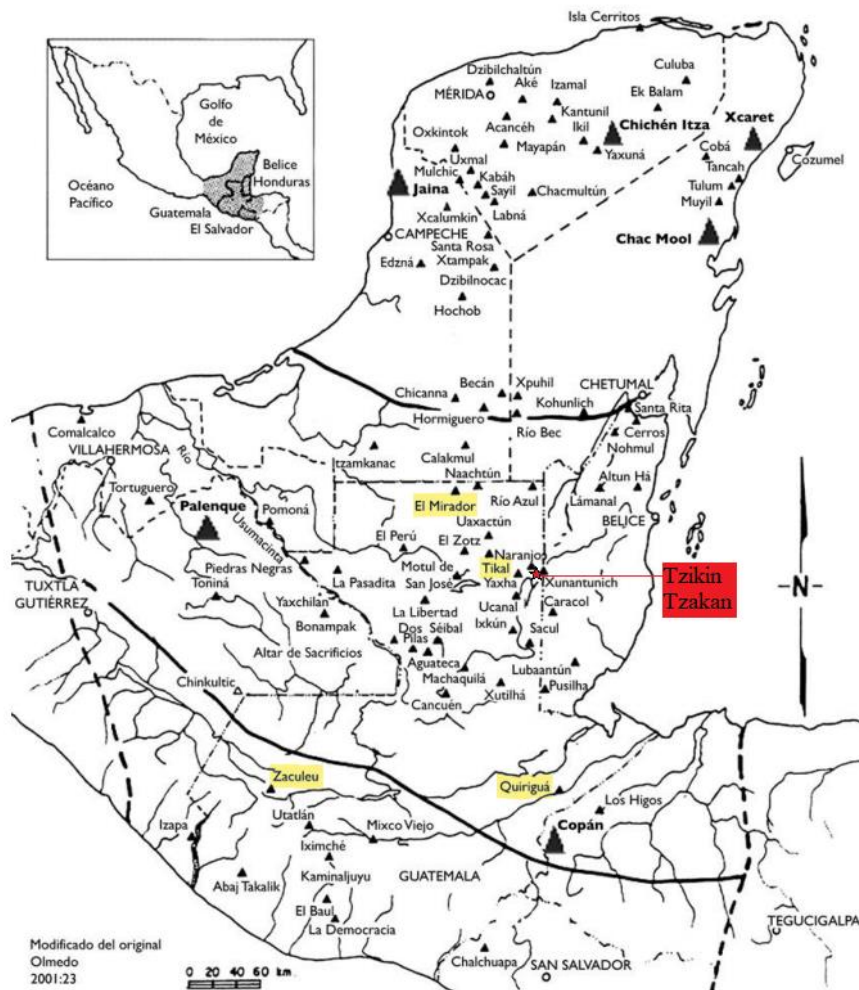 Isla Cerritos
Dzibilchaltún
Aké
Izamal
Culuba
MÉRIDA
Ek Balam
Kantunil
Xcaret
Acancéh
Ikil
Chichén Itza
Oxkintok
Mayapán
Yaxuná
Cobá
Cozumel
Uxmal
Tancah
Mulchic
Kabáh
Jaina
Sayil
Chacmultún
Tulum
Muyil
Xcalumkin
Labná
CAMPECHE
Chac Mool
Santa Rosa
Xtampak
Edzná
Dzibilnocac
Hochob
Golfo
de
México
Belice
Honduras
Océano
Pacífico
Guatemala
El Salvador
Becán
Xpuhil
CHETUMAL
Chicanna
Kohunlich
Santa Rita
Hormiguero
Río Bec
Cerros
Nohmul
Comalcalco
VILLAHERMOSA
Río
Usumacinta
Itzamkanac
Calakmul
Naachtún
Altun Há
Tortuguero
El Mirador
Río Azul
Lámanal
Palenque
Pomoná
Uaxactún
BELICE
El Perú
El Zotz
Naranjo
Piedras Negras
Motul de
San José
Tikal
Yaxha
Xunantunich
Tzikin
Tzakan
N
La Pasadita
Toniná
TUXTLA
GUTIÉRREZ
Yaxchilan
Bonampak
La Libertad
Ucanal
Caracol
Dos
Pilas
Séibal
Ixkún
Sacul
Altar de Sacrificios
Aguateca
Machaquilá
Lubaantún
Chinkultic
Cancuén
Xutilhá
Pusilha
Zaculeu
Quiriguá
Los Higos
Izapa
Utatlán
Mixco Viejo
Copán
Iximché
Kaminaljuyu
GUATEMALA
Abaj Takalik
El Baul
La Democracia
TEGUCIGALPA
Chalchuapa
SAN SALVADOR
Modificado del original
Olmedo
2001:23
0 20 40 60 km